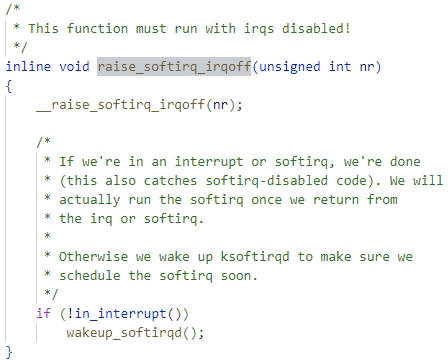 /*
 * This function must run with irqs disabled!
 */
inline void raise_softirq_irqoff(unsigned int nr)
{
    __raise_softirq_irqoff(nr);

    /*
     * If we're in an interrupt or softirq, we're done
     * (this also catches softirq-disabled code). We will
     * actually run the softirq once we return from
     * the irq or softirq.
     *
     * Otherwise we wake up ksoftirqd to make sure we
     * schedule the softirq soon.
     */
    if (!in_interrupt())
        wakeup_softirqd();
}